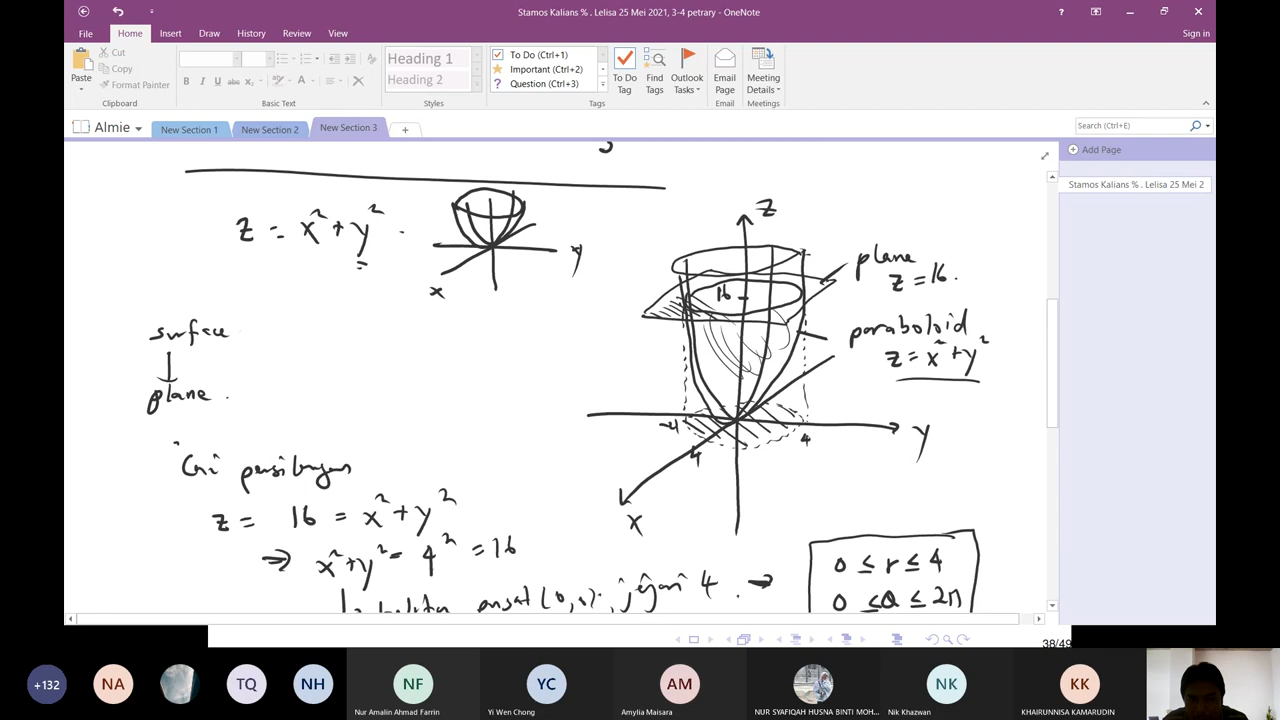 Stamos Kalians % . Lelisa 25 Mei 2021, 3-4 petrary - OneNote
?
File Home Insert Draw History Review View
Sign in
Paste
Cut
Copy
Format Painter
Clipboard
B I U abc
Basic Text
Heading 1
Heading 2
Styles
To Do (Ctrl+1)
Important (Ctrl+2)
Question (Ctrl+3)
Tags
To Do Tag
Find Tags
Outlook Tasks
Email Page
Email
Meeting Details
Meetings
Almie
New Section 1
New Section 2
New Section 3
+
Search (Ctrl+E)
Add Page
Stamos Kalians % . Lelisa 25 Mei 2
z = x² + y² .
y
x
z
plane
z = 16 .
16
paraboloid
z = x² + y²
surface
↓
plane .
-4
4
4
y
x
z = 16 = x² + y²
→ x² + y² = 4² = 16
pusat (0,0), jejari 4 . →
0 ≤ r ≤ 4
0 ≤ θ ≤ 2π
38/49
+132
NA
TQ
NH
NF
Nur Amalin Ahmad Farrin
YC
Yi Wen Chong
AM
Amylia Maisara
NUR SYAFIQAH HUSNA BINTI MOH...
NK
Nik Khazwan
KK
KHAIRUNNISA KAMARUDIN